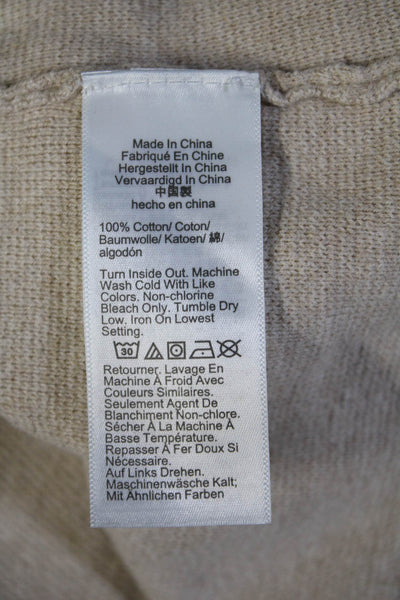 Made In China
Fabriqué En Chine
Hergestellt In China
Vervaardigd In China
中国製
hecho en china
100% Cotton/ Coton/
Baumwolle/ Katoen/ 綿/
algodón
Turn Inside Out. Machine
Wash Cold With Like
Colors. Non-chlorine
Bleach Only. Tumble Dry
Low. Iron On Lowest
Setting.
30
Retourner. Lavage En
Machine À Froid Avec
Couleurs Similaires.
Seulement Agent De
Blanchiment Non-chlore.
Sécher À La Machine À
Basse Température.
Repasser À Fer Doux Si
Nécessaire.
Auf Links Drehen.
Maschinenwäsche Kalt;
Mit Ähnlichen Farben